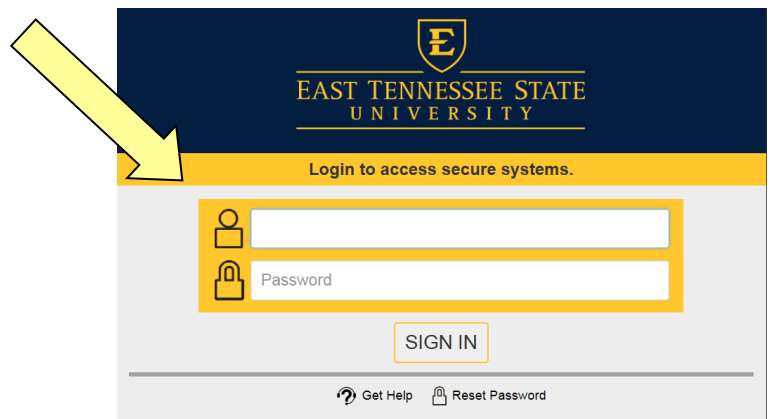 E
EAST TENNESSEE STATE
UNIVERSITY
Login to access secure systems.
Password
SIGN IN
Get Help Reset Password